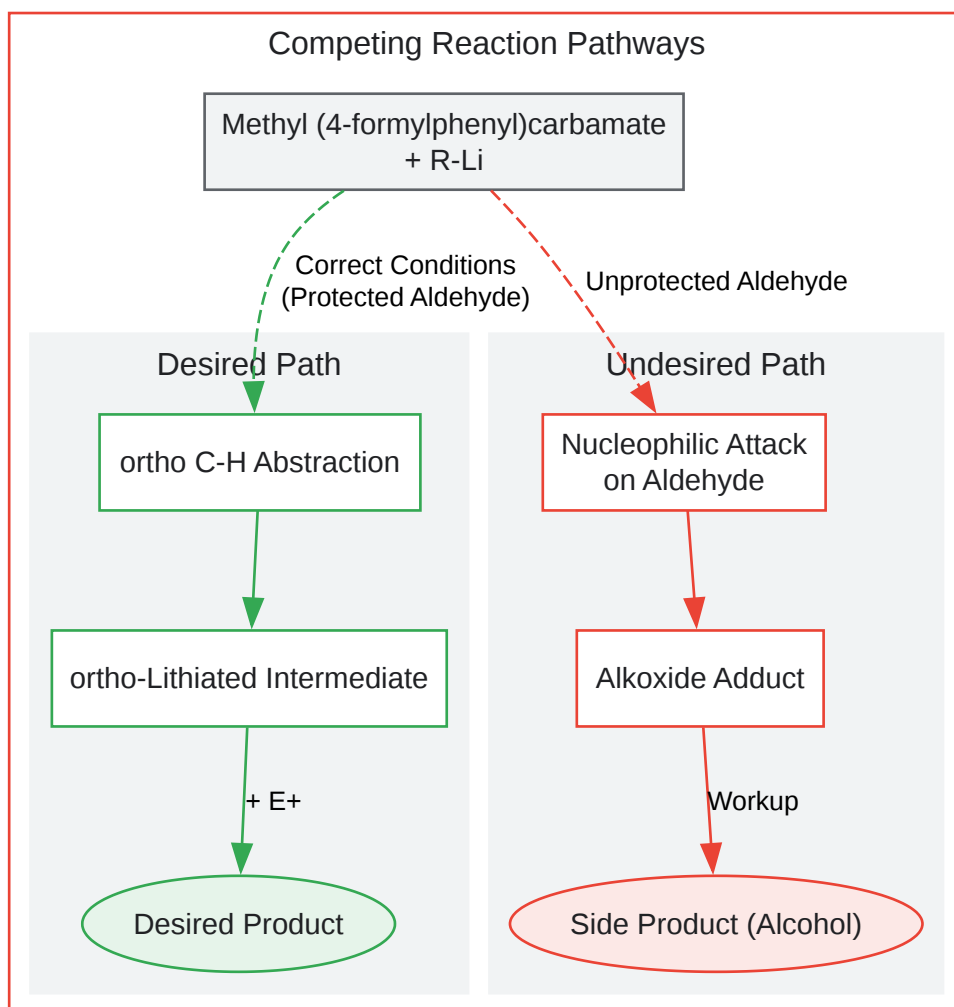 Competing Reaction Pathways
Methyl (4-formylphenyl)carbamate
+ R-Li
Correct Conditions
(Protected Aldehyde)
Unprotected Aldehyde
Desired Path
Undesired Path
ortho C-H Abstraction
Nucleophilic Attack
on Aldehyde
ortho-Lithiated Intermediate
Alkoxide Adduct
+ E+
Workup
Desired Product
Side Product (Alcohol)